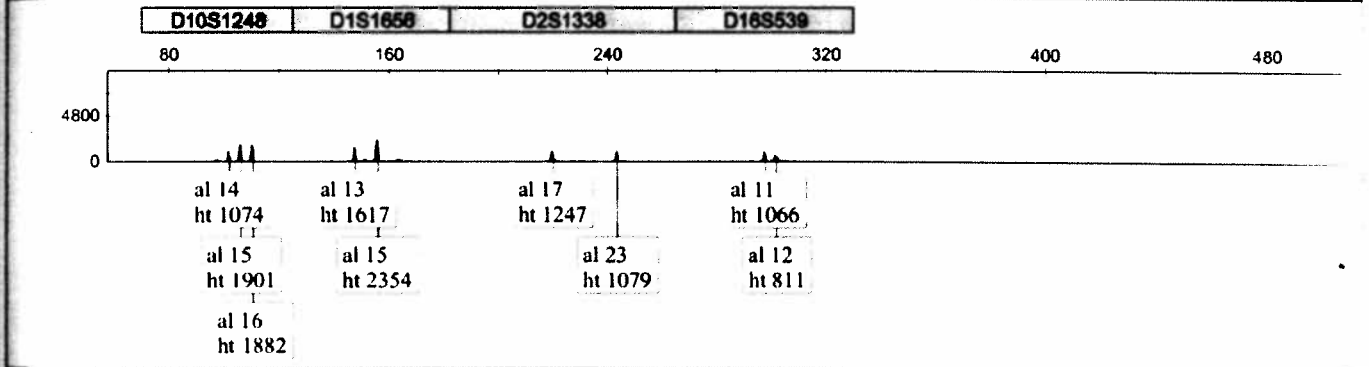 D10S1248 D1S1656 D2S1338 D16S539
80 160 240 320 400 480
4800
0
al 14 al 13 al 17 al 11
ht 1074 ht 1617 ht 1247 ht 1066
al 15 al 15 al 23 al 12
ht 1901 ht 2354 ht 1079 ht 811
al 16
ht 1882